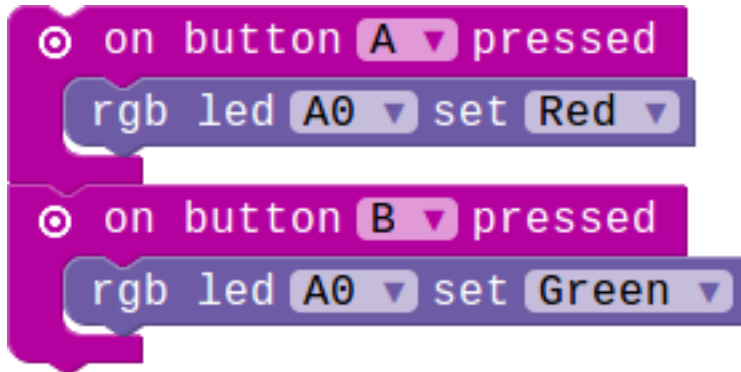 on button A pressed
rgb led A0 set Red
on button B pressed
rgb led A0 set Green